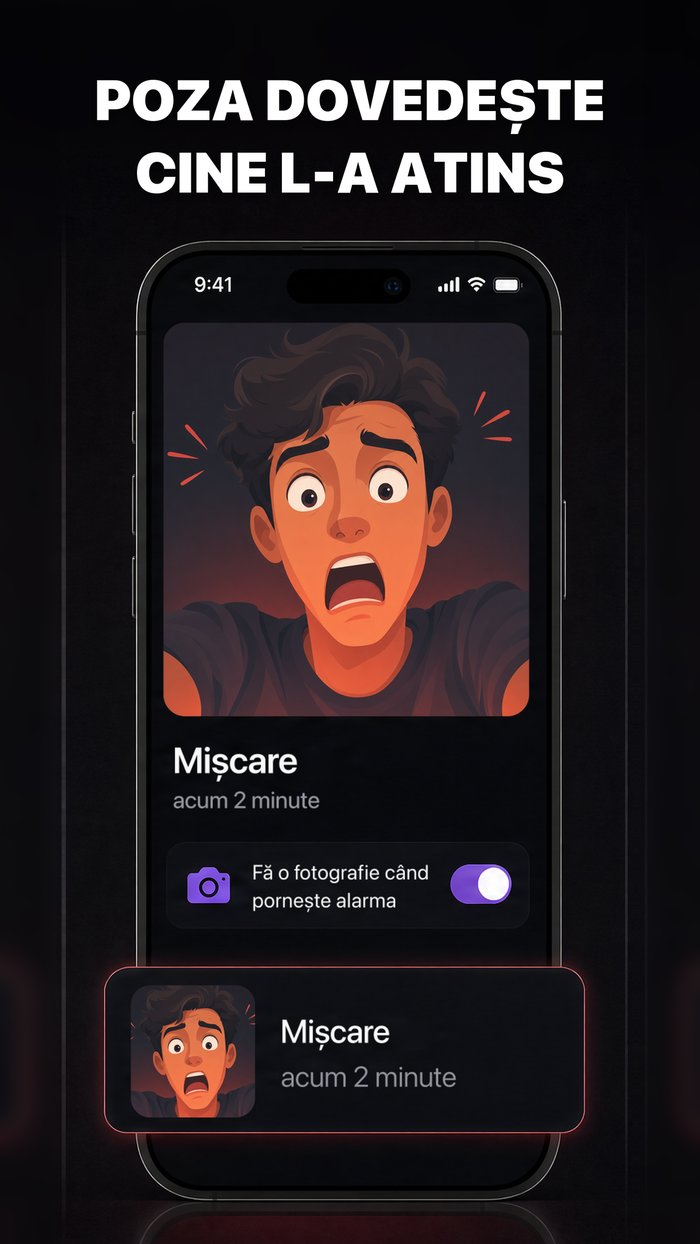 POZA DOVEDEȘTE
CINE L-A ATINS
9:41
Mișcare
acum 2 minute
Fă o fotografie când
pornește alarma
Mișcare
acum 2 minute